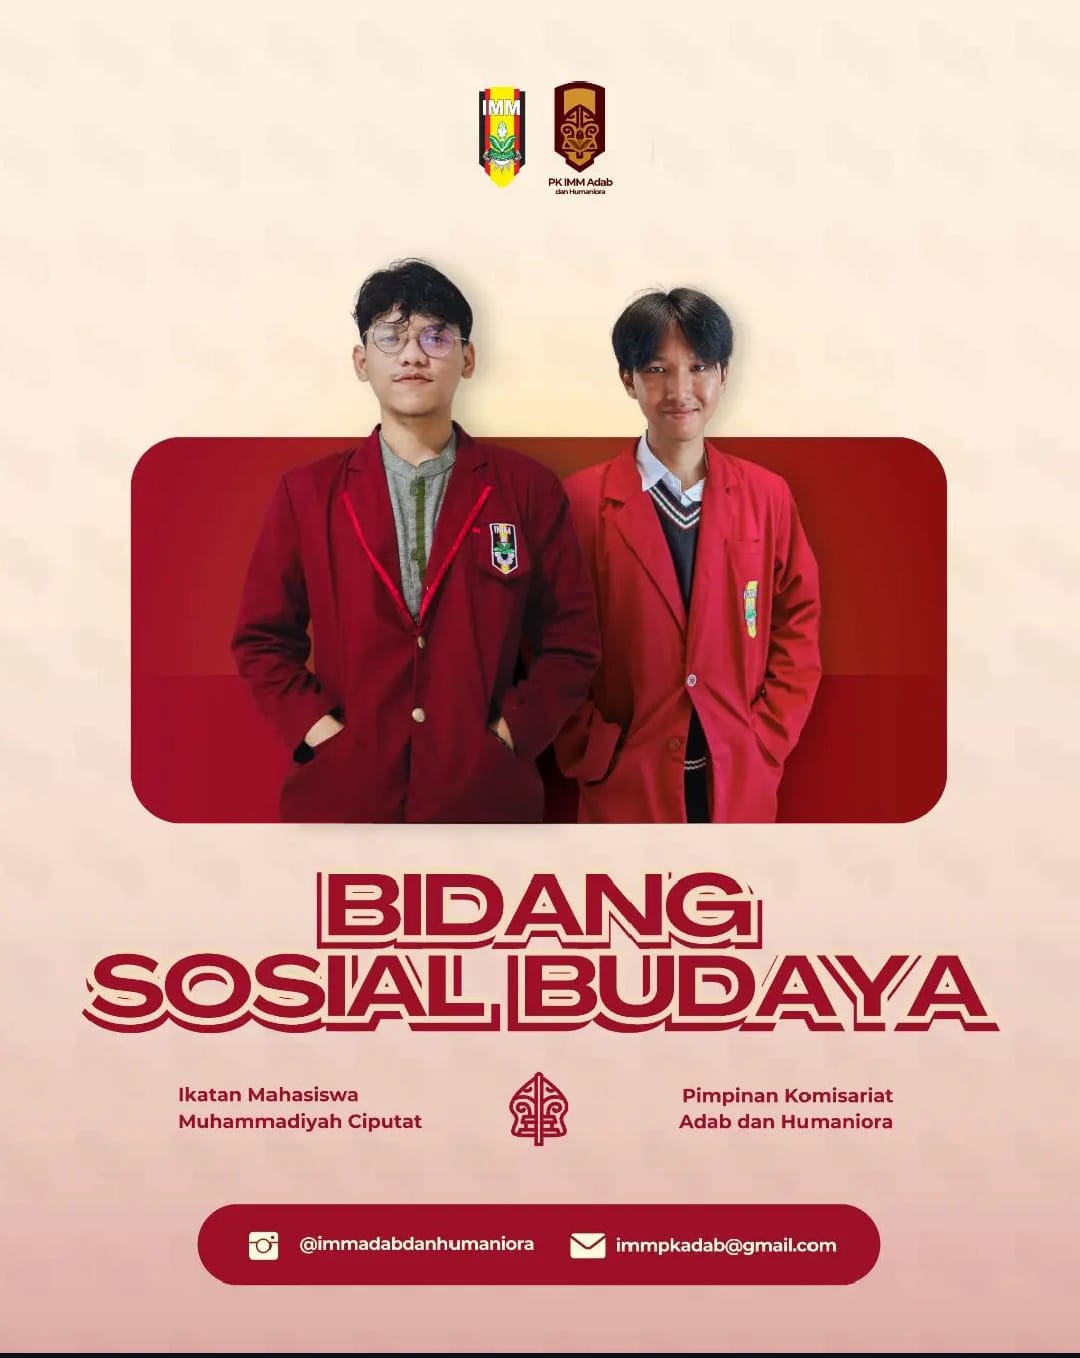 IMM
PK IMM Adab
dan Humaniora
IMM
BIDANG
SOSIAL BUDAYA
Ikatan Mahasiswa
Muhammadiyah Ciputat
Pimpinan Komisariat
Adab dan Humaniora
@immadabdanhumaniora
immpkadab@gmail.com